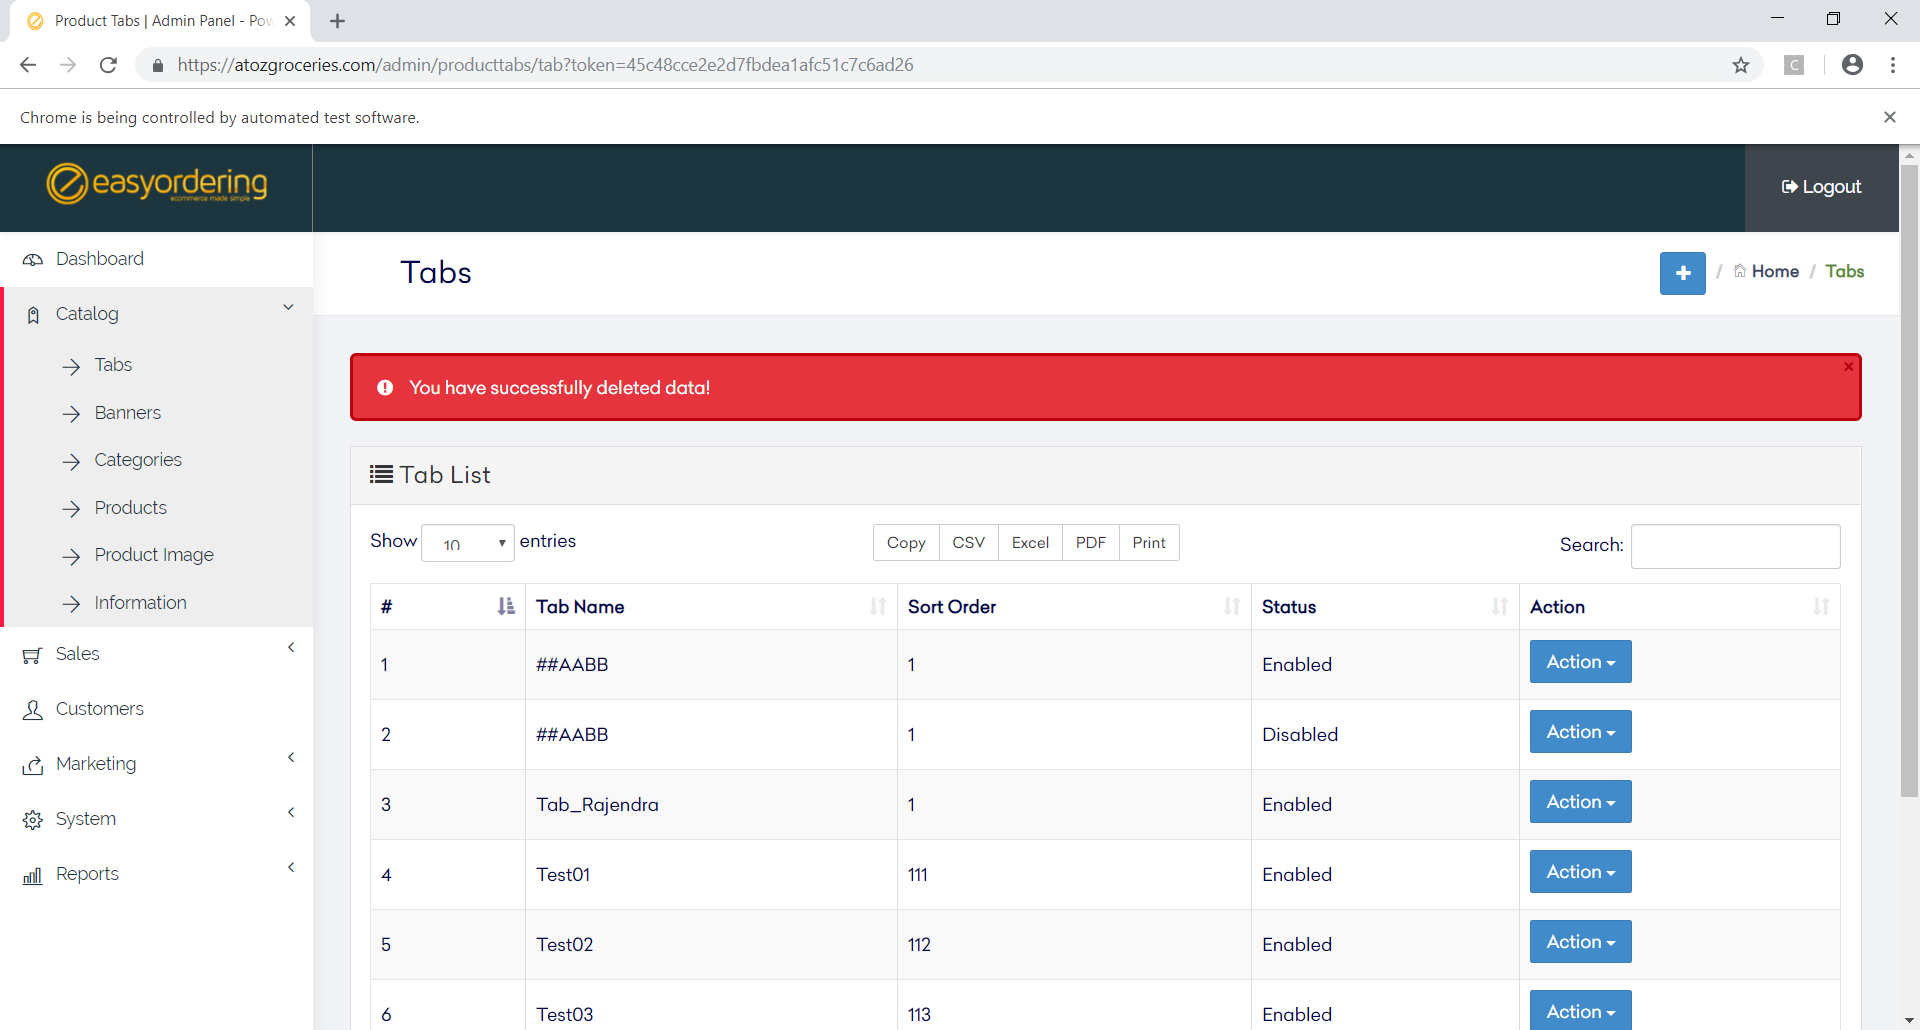 Product Tabs | Admin Panel - Pow
https://atozgroceries.com/admin/producttabs/tab?token=45c48cce2e2d7fbdea1afc51c7c6ad26
C
Chrome is being controlled by automated test software.
easyordering
ecommerce made simple
Logout
Dashboard
Catalog
Tabs
Banners
Categories
Products
Product Image
Information
Sales
Customers
Marketing
System
Reports
Tabs
+ / Home / Tabs
You have successfully deleted data!
Tab List
Show 10 entries
Copy CSV Excel PDF Print
Search:
# Tab Name Sort Order Status Action
1 ##AABB 1 Enabled Action
2 ##AABB 1 Disabled Action
3 Tab_Rajendra 1 Enabled Action
4 Test01 111 Enabled Action
5 Test02 112 Enabled Action
6 Test03 113 Enabled Action